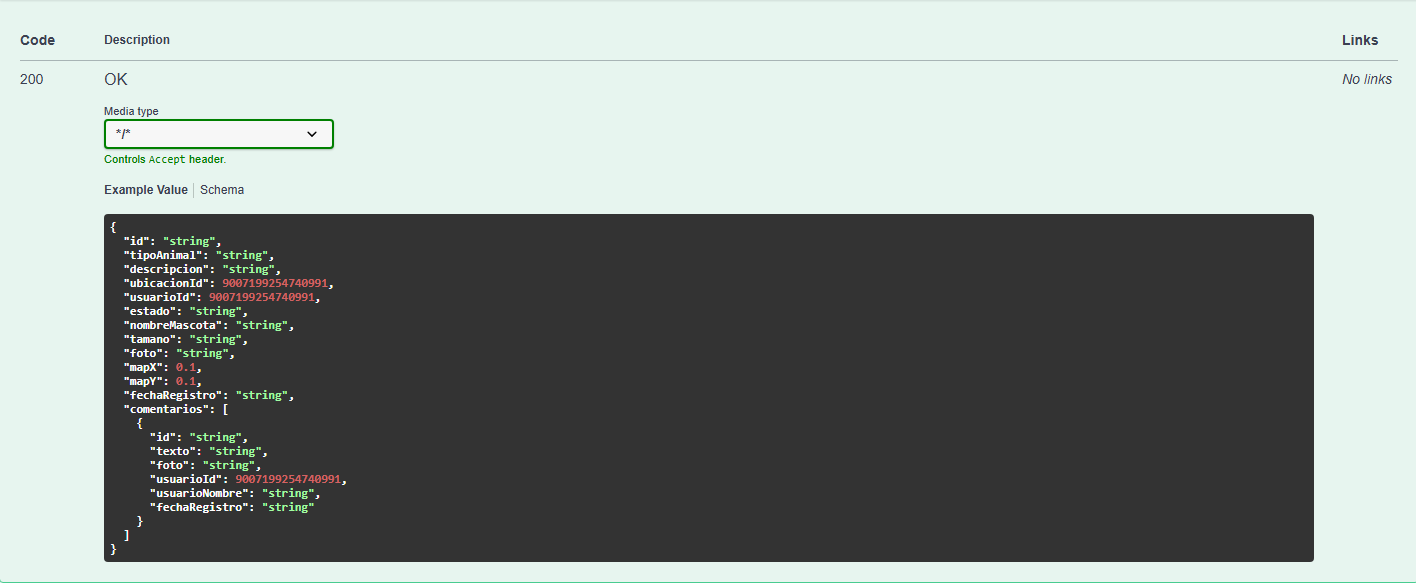 Code Description Links
200 OK No links
Media type
*/*
Controls Accept header.
Example Value Schema
{
  "id": "string",
  "tipoAnimal": "string",
  "descripcion": "string",
  "ubicacionId": 9007199254740991,
  "usuarioId": 9007199254740991,
  "estado": "string",
  "nombreMascota": "string",
  "tamano": "string",
  "foto": "string",
  "mapX": 0.1,
  "mapY": 0.1,
  "fechaRegistro": "string",
  "comentarios": [
    {
      "id": "string",
      "texto": "string",
      "foto": "string",
      "usuarioId": 9007199254740991,
      "usuarioNombre": "string",
      "fechaRegistro": "string"
    }
  ]
}